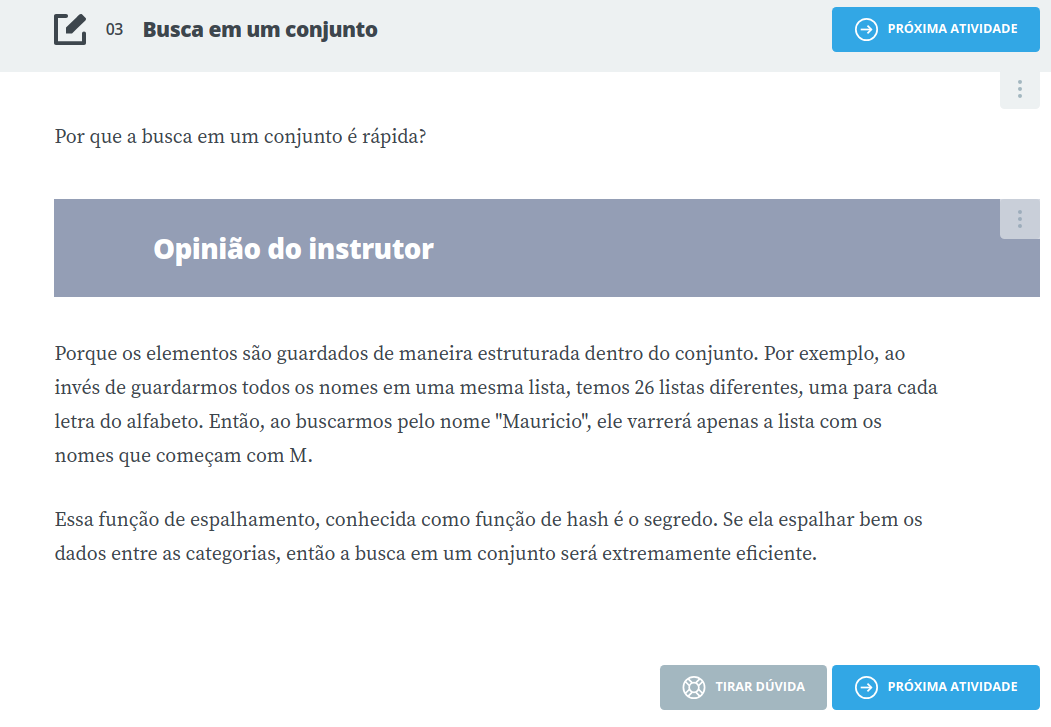 03 Busca em um conjunto
PRÓXIMA ATIVIDADE
Por que a busca em um conjunto é rápida?
Opinião do instrutor
Porque os elementos são guardados de maneira estruturada dentro do conjunto. Por exemplo, ao
invés de guardarmos todos os nomes em uma mesma lista, temos 26 listas diferentes, uma para cada
letra do alfabeto. Então, ao buscarmos pelo nome "Mauricio", ele varrerá apenas a lista com os
nomes que começam com M.
Essa função de espalhamento, conhecida como função de hash é o segredo. Se ela espalhar bem os
dados entre as categorias, então a busca em um conjunto será extremamente eficiente.
TIRAR DÚVIDA
PRÓXIMA ATIVIDADE